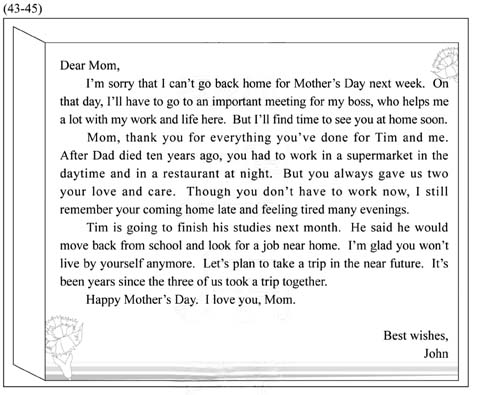 (43-45)
Dear Mom,
I'm sorry that I can't go back home for Mother's Day next week. On
that day, I'll have to go to an important meeting for my boss, who helps me
a lot with my work and life here. But I'll find time to see you at home soon.
Mom, thank you for everything you've done for Tim and me.
After Dad died ten years ago, you had to work in a supermarket in the
daytime and in a restaurant at night. But you always gave us two
your love and care. Though you don't have to work now, I still
remember your coming home late and feeling tired many evenings.
Tim is going to finish his studies next month. He said he would
move back from school and look for a job near home. I'm glad you won't
live by yourself anymore. Let's plan to take a trip in the near future. It's
been years since the three of us took a trip together.
Happy Mother's Day. I love you, Mom.
Best wishes,
John